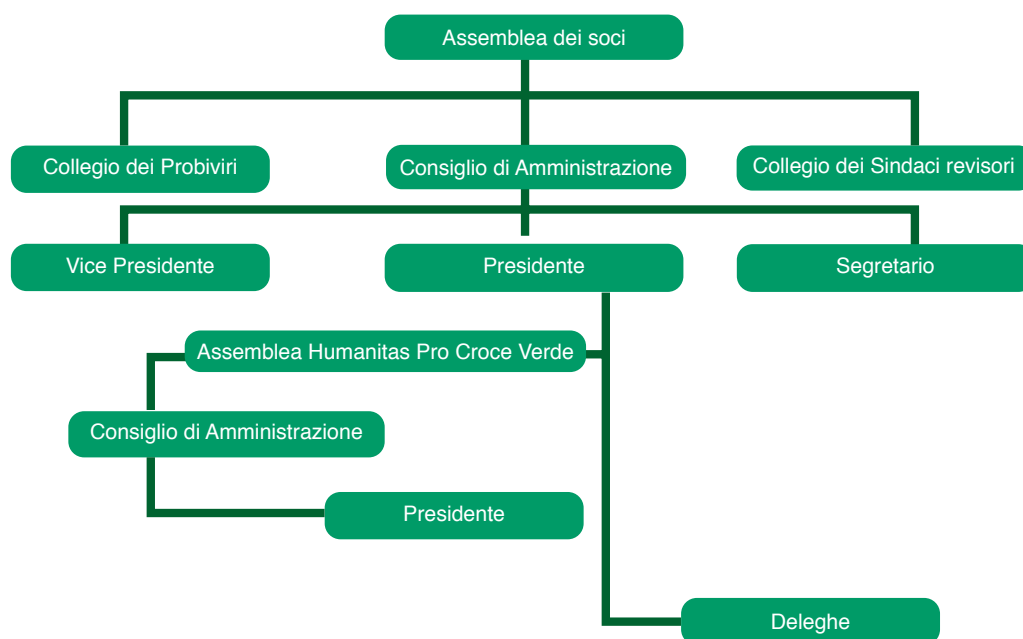 Assemblea dei soci
Collegio dei Probiviri
Consiglio di Amministrazione
Collegio dei Sindaci revisori
Vice Presidente
Presidente
Segretario
Assemblea Humanitas Pro Croce Verde
Consiglio di Amministrazione
Presidente
Deleghe